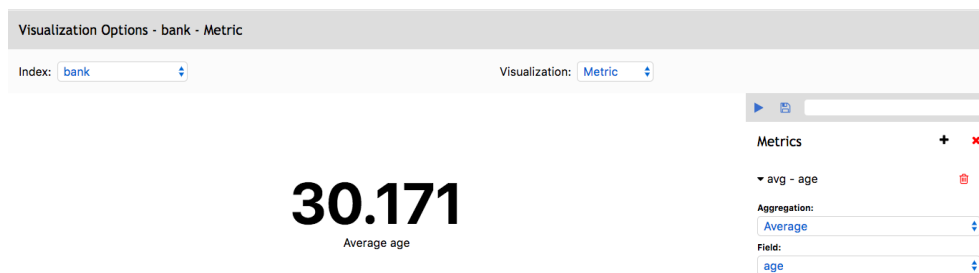 Visualization Options - bank - Metric
Index: bank
Visualization: Metric
30.171
Average age
Metrics
avg - age
Aggregation:
Average
Field:
age